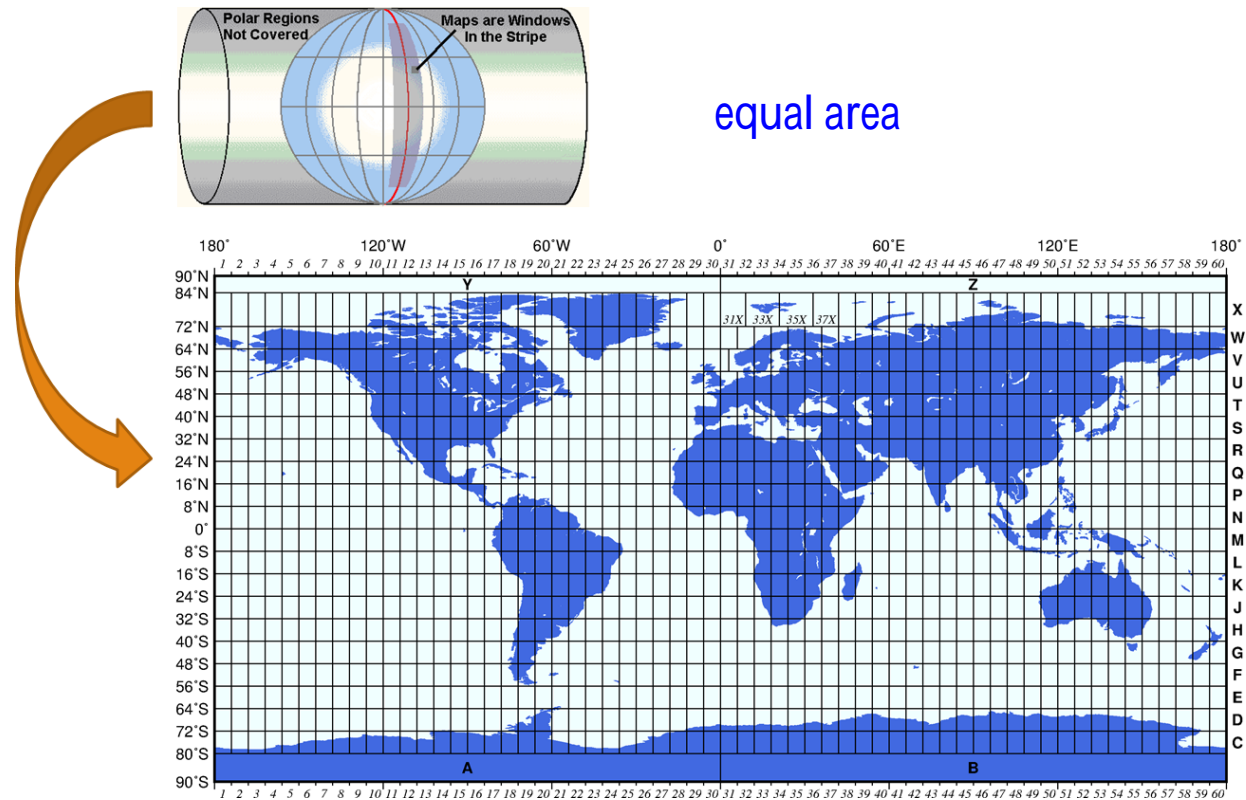 Polar Regions
Not Covered
Maps are Windows
In the Stripe
equal area
180˚ 120˚W 60˚W 0˚ 60˚E 120˚E 180˚
1 2 3 4 5 6 7 8 9 10 11 12 13 14 15 16 17 18 19 20 21 22 23 24 25 26 27 28 29 30 31 32 33 34 35 36 37 38 39 40 41 42 43 44 45 46 47 48 49 50 51 52 53 54 55 56 57 58 59 60
90˚N
Y Z
84˚N
X
31X 33X 35X 37X
72˚N
W
64˚N
V
56˚N
U
48˚N
T
40˚N
S
32˚N
R
24˚N
Q
16˚N
P
8˚N
N
0˚
M
8˚S
L
16˚S
K
24˚S
J
32˚S
H
40˚S
G
48˚S
F
56˚S
E
64˚S
D
72˚S
C
80˚S
A B
90˚S
1 2 3 4 5 6 7 8 9 10 11 12 13 14 15 16 17 18 19 20 21 22 23 24 25 26 27 28 29 30 31 32 33 34 35 36 37 38 39 40 41 42 43 44 45 46 47 48 49 50 51 52 53 54 55 56 57 58 59 60